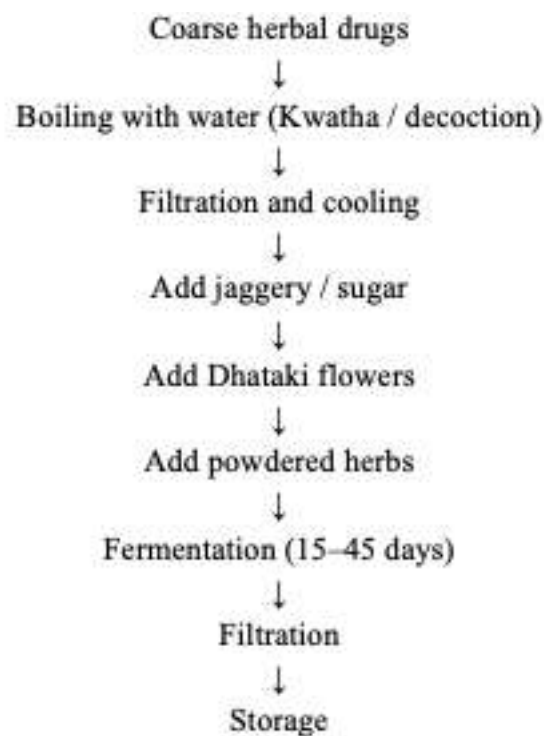 Coarse herbal drugs
↓
Boiling with water (Kwatha / decoction)
↓
Filtration and cooling
↓
Add jaggery / sugar
↓
Add Dhataki flowers
↓
Add powdered herbs
↓
Fermentation (15–45 days)
↓
Filtration
↓
Storage